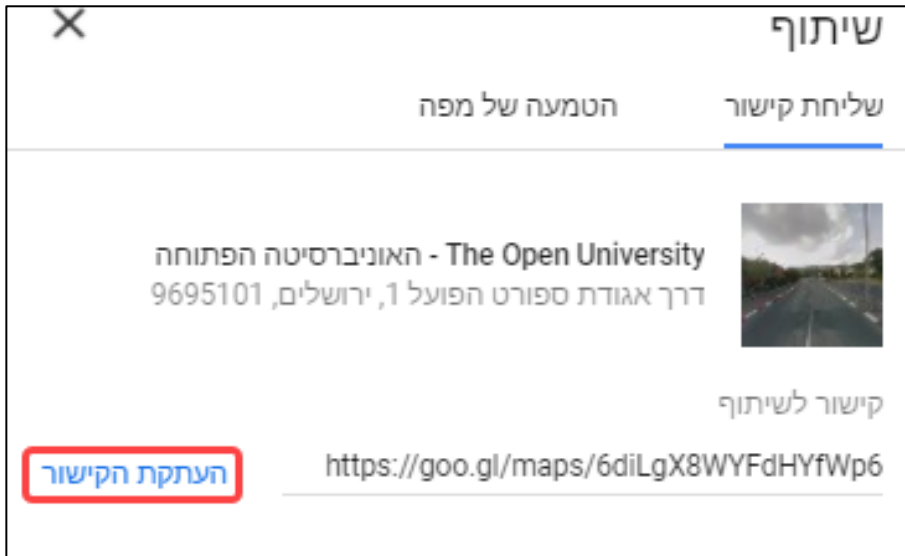 שיתוף
שליחת קישור
הטמעה של מפה
The Open University - האוניברסיטה הפתוחה
דרך אגודת ספורט הפועל 1, ירושלים, 9695101
קישור לשיתוף
https://goo.gl/maps/6diLgX8WYFdHYfWp6
העתקת הקישור